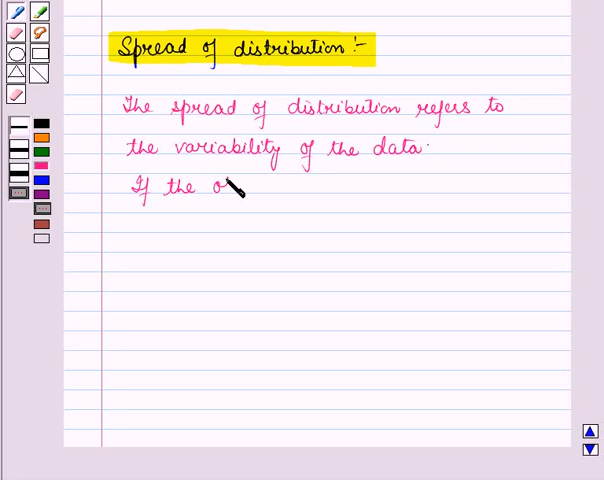 Spread of distribution :-
The spread of distribution refers to
the variability of the data.
If the o